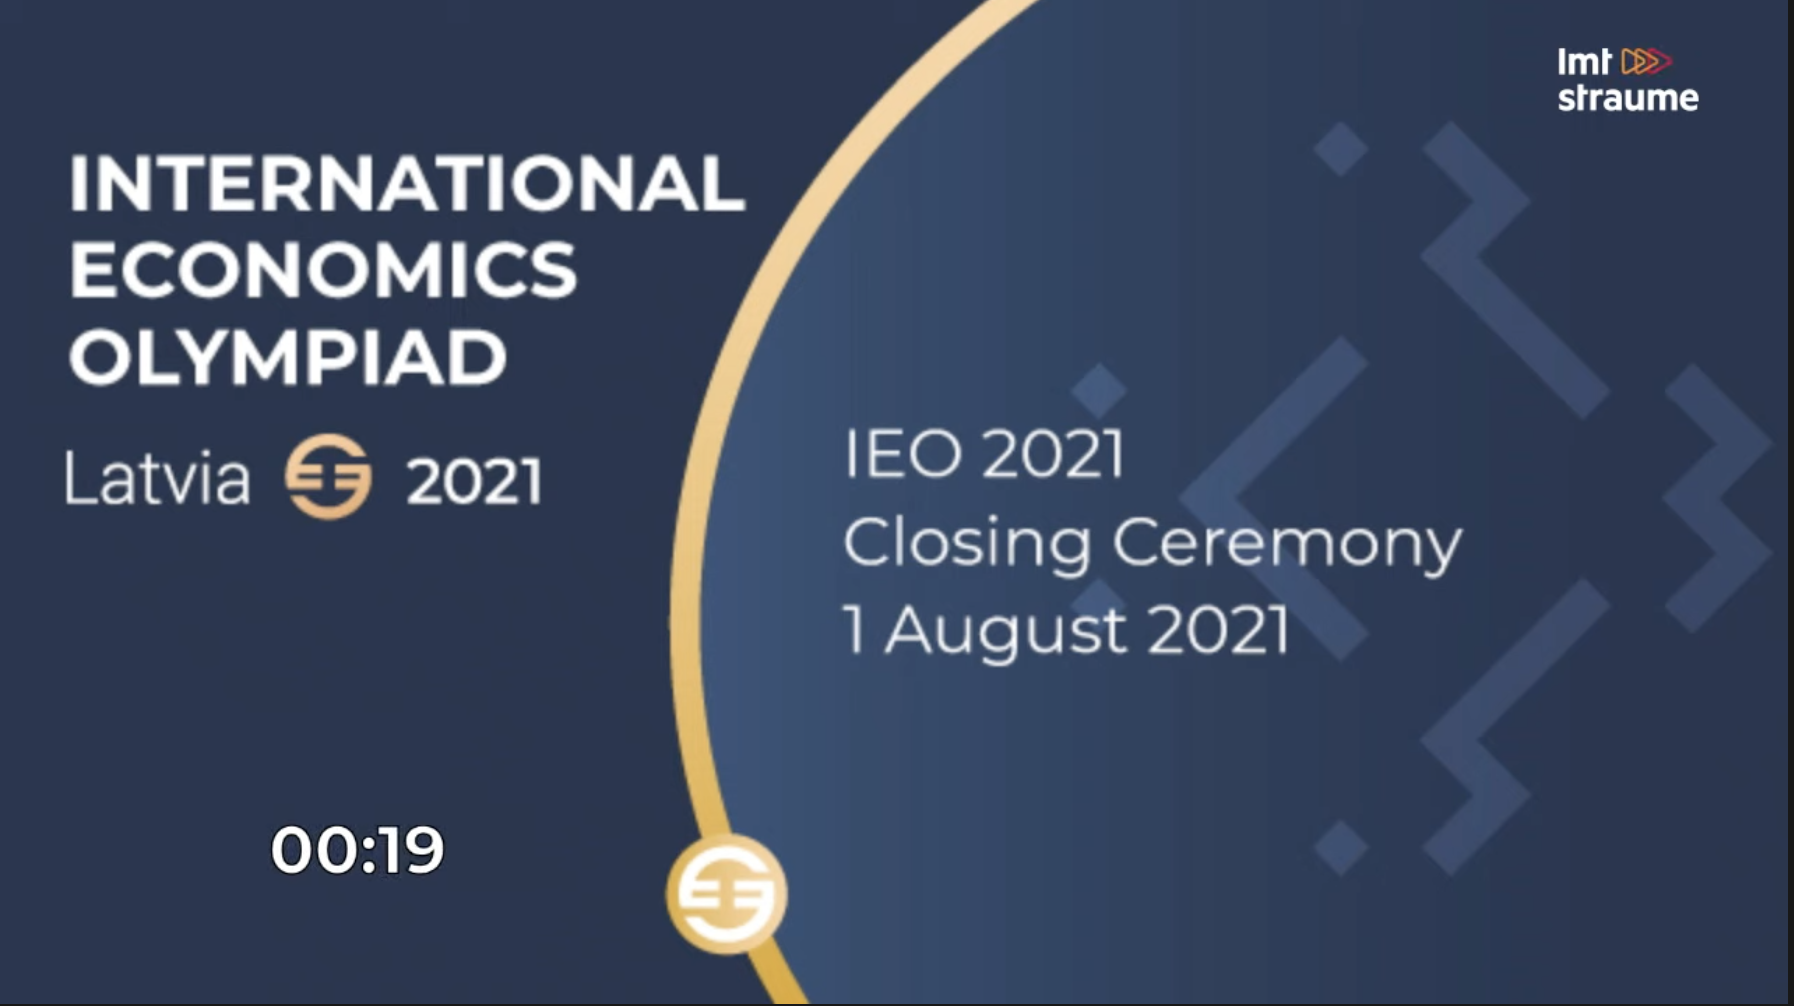 lmt
straume
INTERNATIONAL
ECONOMICS
OLYMPIAD
Latvia 2021
IEO 2021
Closing Ceremony
1 August 2021
00:19